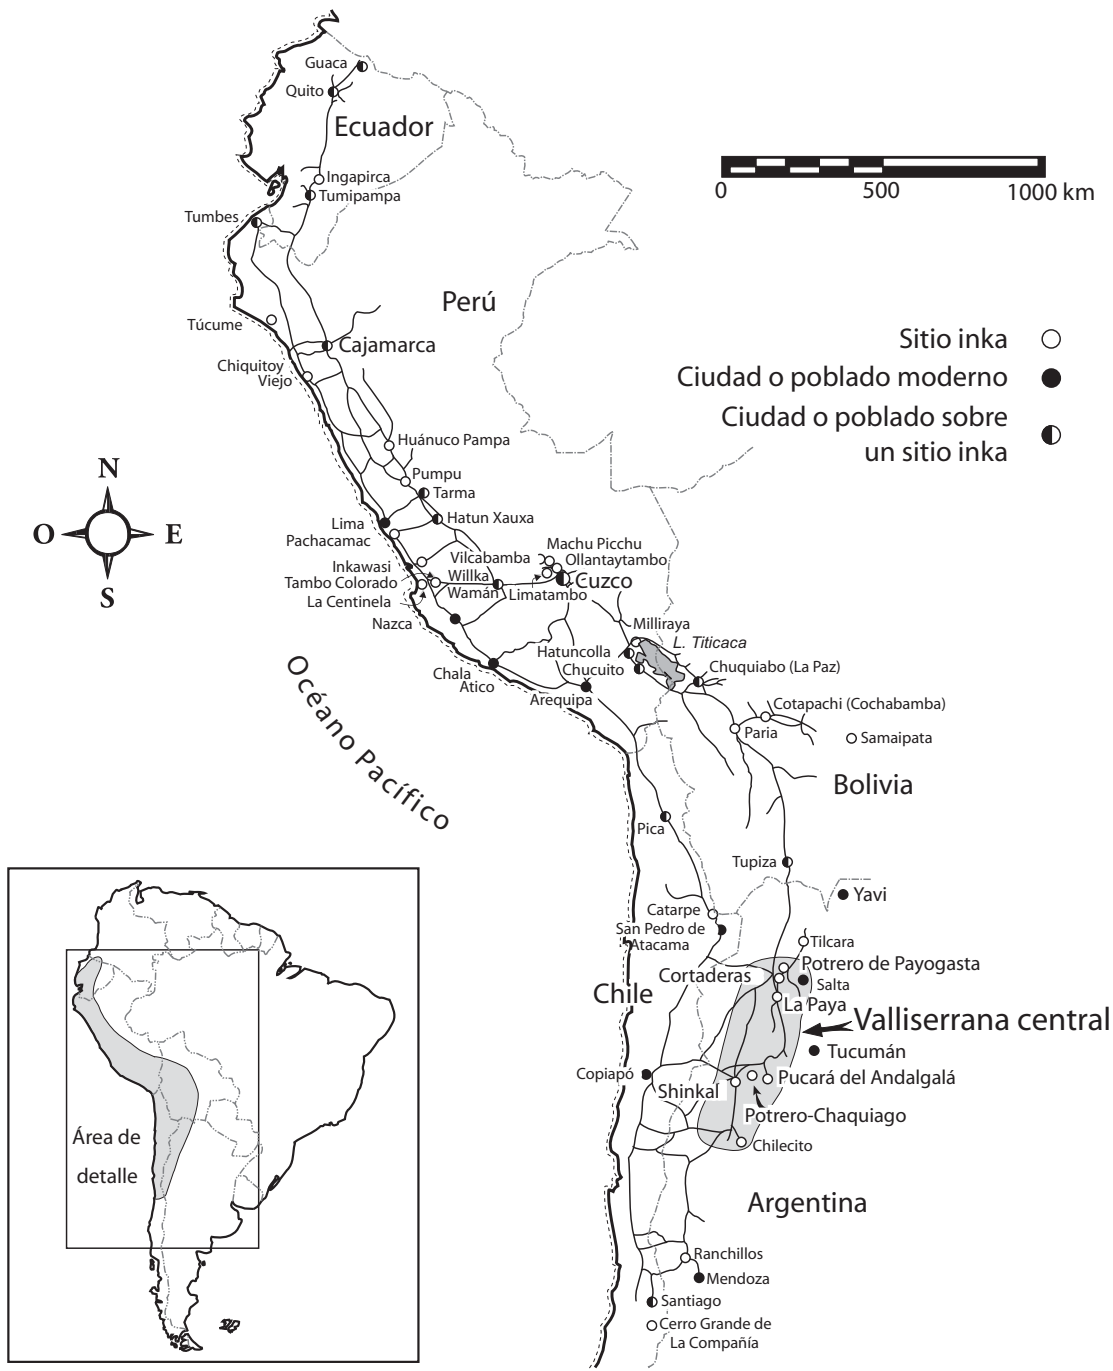 Guaca
Quito
Ecuador
0 500 1000 km
Ingapirca
Tumipampa
Tumbes
Perú
Túcume
Cajamarca
Chiquitoy
Viejo
Sitio inka
Ciudad o poblado moderno
Ciudad o poblado sobre
un sitio inka
Huánuco Pampa
Pumpu
Tarma
N
O E
S
Lima
Hatun Xauxa
Pachacamac
Machu Picchu
Vilcabamba
Ollantaytambo
Inkawasi
Tambo Colorado
Willka
Wamán
Cuzco
Limatambo
La Centinela
Nazca
Milliraya
L. Titicaca
Hatuncolla
Chucuito
Chuquiabo (La Paz)
Chala
Atico
Arequipa
Cotapachi (Cochabamba)
Paria
Samaipata
Océano Pacífico
Bolivia
Pica
Tupiza
Yavi
Catarpe
San Pedro de
Atacama
Tilcara
Potrero de Payogasta
Cortaderas
Salta
Chile
La Paya
Valliserrana central
Tucumán
Copiapó
Shinkal
Pucará del Andalgalá
Potrero-Chaquiago
Chilecito
Área de
detalle
Argentina
Ranchillos
Mendoza
Santiago
Cerro Grande de
La Compañía